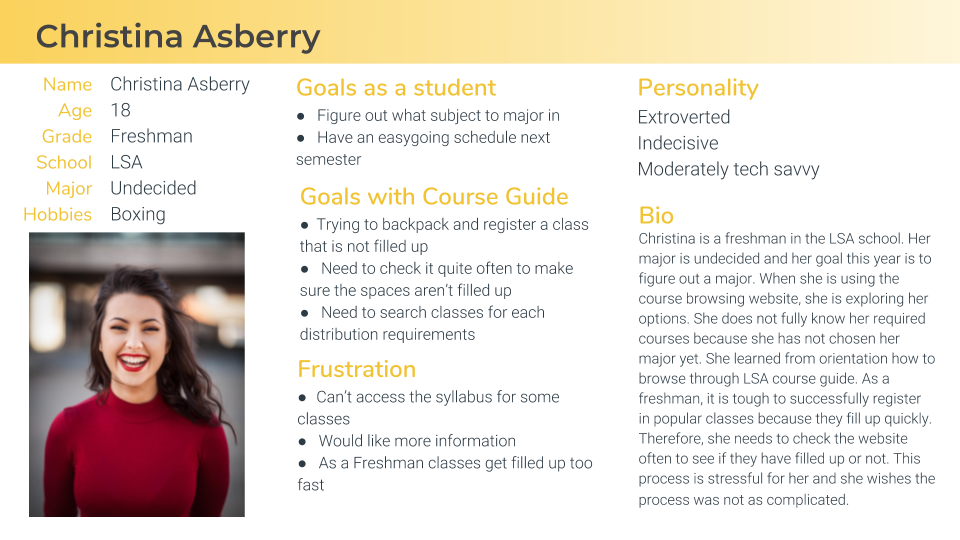 Christina Asberry
Name Christina Asberry
Age 18
Grade Freshman
School LSA
Major Undecided
Hobbies Boxing
Goals as a student
● Figure out what subject to major in
● Have an easygoing schedule next
semester
Goals with Course Guide
● Trying to backpack and register a class
that is not filled up
● Need to check it quite often to make
sure the spaces aren't filled up
● Need to search classes for each
distribution requirements
Frustration
● Can't access the syllabus for some
classes
● Would like more information
● As a Freshman classes get filled up too
fast
Personality
Extroverted
Indecisive
Moderately tech savvy
Bio
Christina is a freshman in the LSA school. Her
major is undecided and her goal this year is to
figure out a major. When she is using the
course browsing website, she is exploring her
options. She does not fully know her required
courses because she has not chosen her
major yet. She learned from orientation how to
browse through LSA course guide. As a
freshman, it is tough to successfully register
in popular classes because they fill up quickly.
Therefore, she needs to check the website
often to see if they have filled up or not. This
process is stressful for her and she wishes the
process was not as complicated.